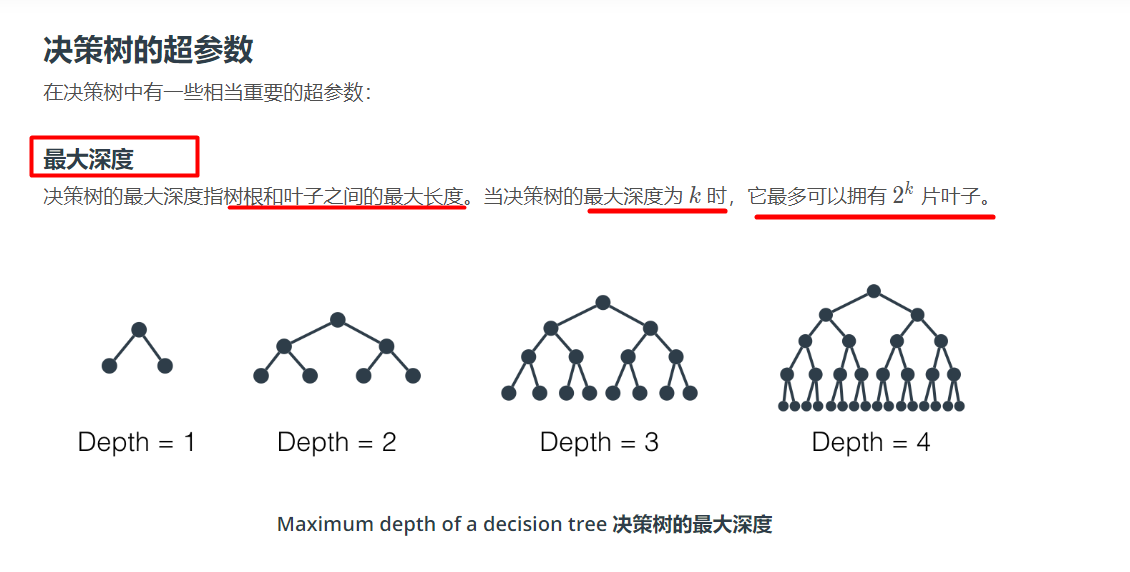 决策树的超参数
在决策树中有一些相当重要的超参数：
最大深度
决策树的最大深度指树根和叶子之间的最大长度。当决策树的最大深度为 k 时，它最多可以拥有 2^k 片叶子。
Depth = 1 Depth = 2 Depth = 3 Depth = 4
Maximum depth of a decision tree 决策树的最大深度